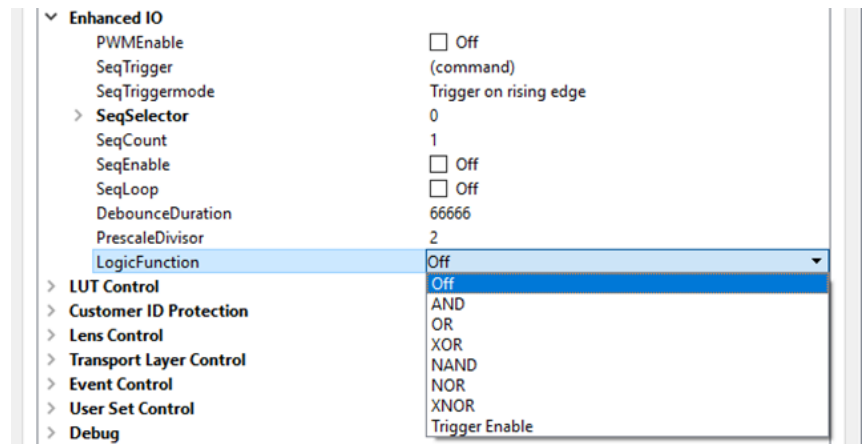 Enhanced IO
PWMEnable Off
SeqTrigger (command)
SeqTriggermode Trigger on rising edge
SeqSelector 0
SeqCount 1
SeqEnable Off
SeqLoop Off
DebounceDuration 66666
PrescaleDivisor 2
LogicFunction Off
LUT Control Off
Customer ID Protection AND
Lens Control OR
XOR
Transport Layer Control NAND
Event Control NOR
User Set Control XNOR
Debug Trigger Enable